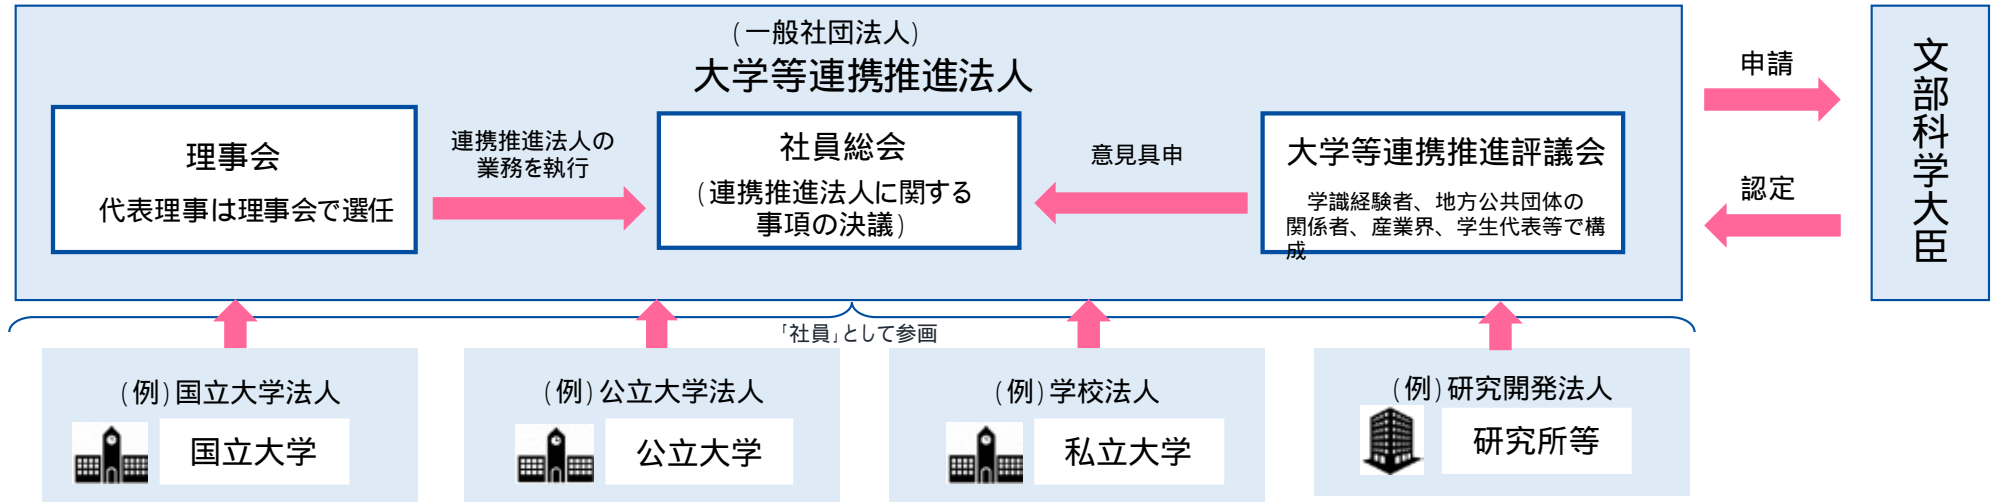 (一般社団法人)
大学等連携推進法人
理事会
代表理事は理事会で選任
連携推進法人の
業務を執行
社員総会
(連携推進法人に関する
事項の決議)
意見具申
大学等連携推進評議会
学識経験者、地方公共団体の
関係者、産業界、学生代表等で構
成
申請
認定
文部科学大臣
「社員」として参画
(例)国立大学法人
国立大学
(例)公立大学法人
公立大学
(例)学校法人
私立大学
(例)研究開発法人
研究所等